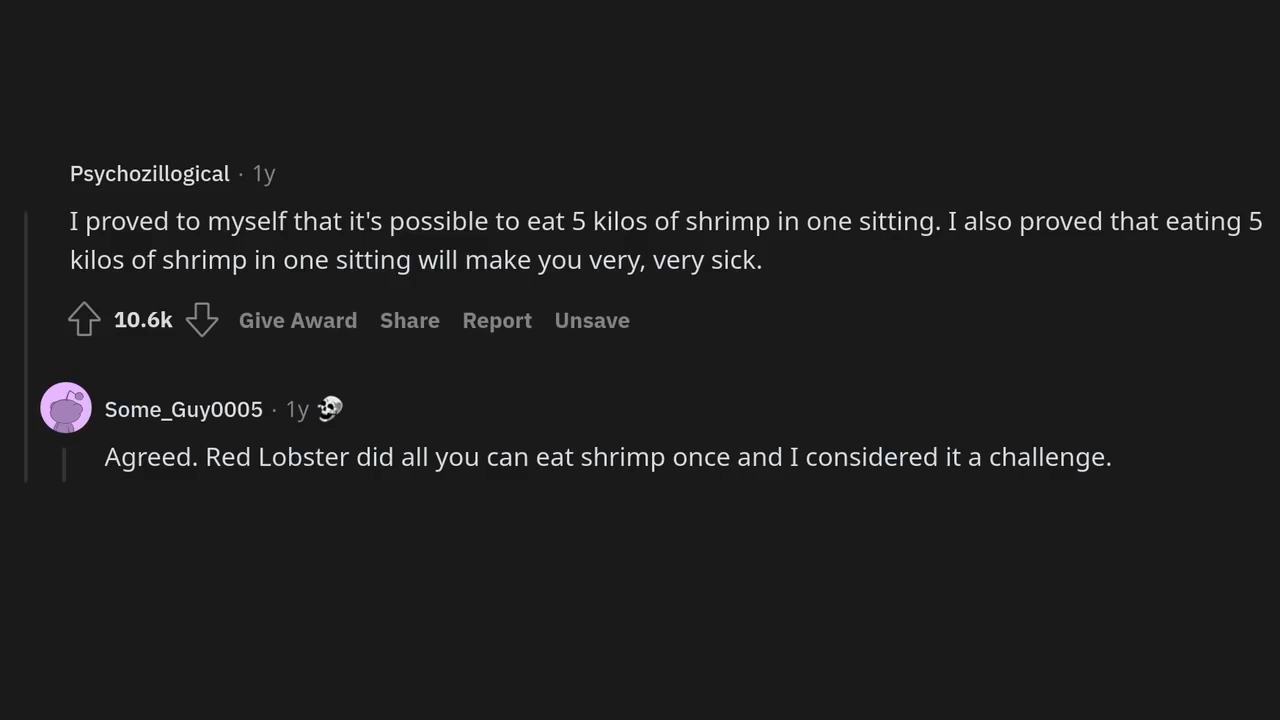 Psychozillogical · 1y
I proved to myself that it's possible to eat 5 kilos of shrimp in one sitting. I also proved that eating 5
kilos of shrimp in one sitting will make you very, very sick.
10.6k Give Award Share Report Unsave
Some_Guy0005 · 1y
Agreed. Red Lobster did all you can eat shrimp once and I considered it a challenge.